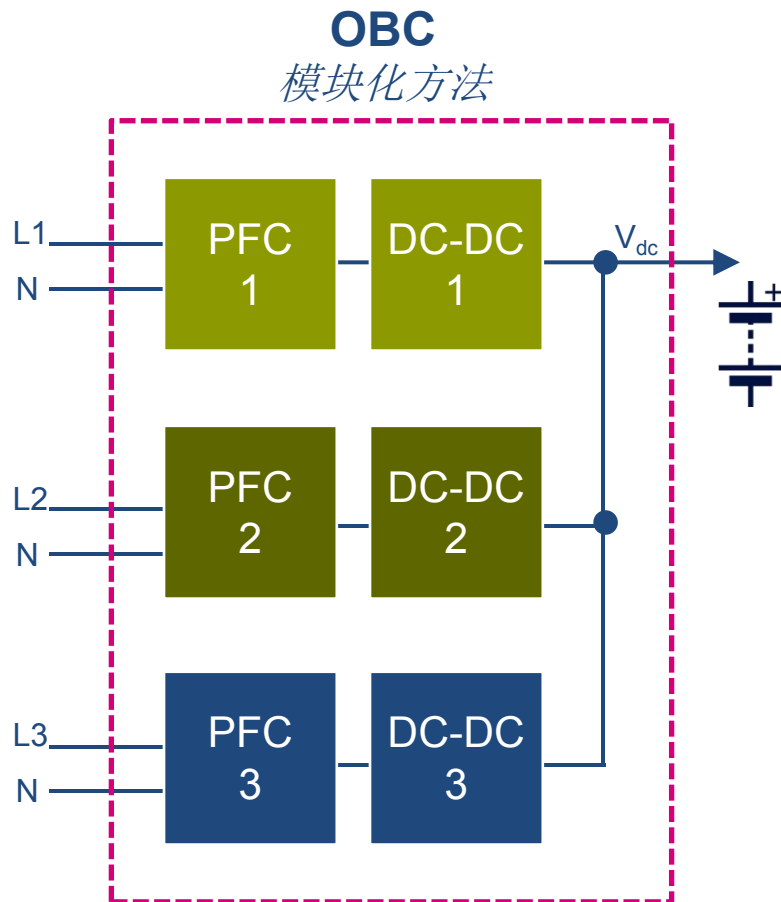 OBC
模块化方法
L1
N
PFC
1
DC-DC
1
Vdc
+
L2
N
PFC
2
DC-DC
2
L3
N
PFC
3
DC-DC
3